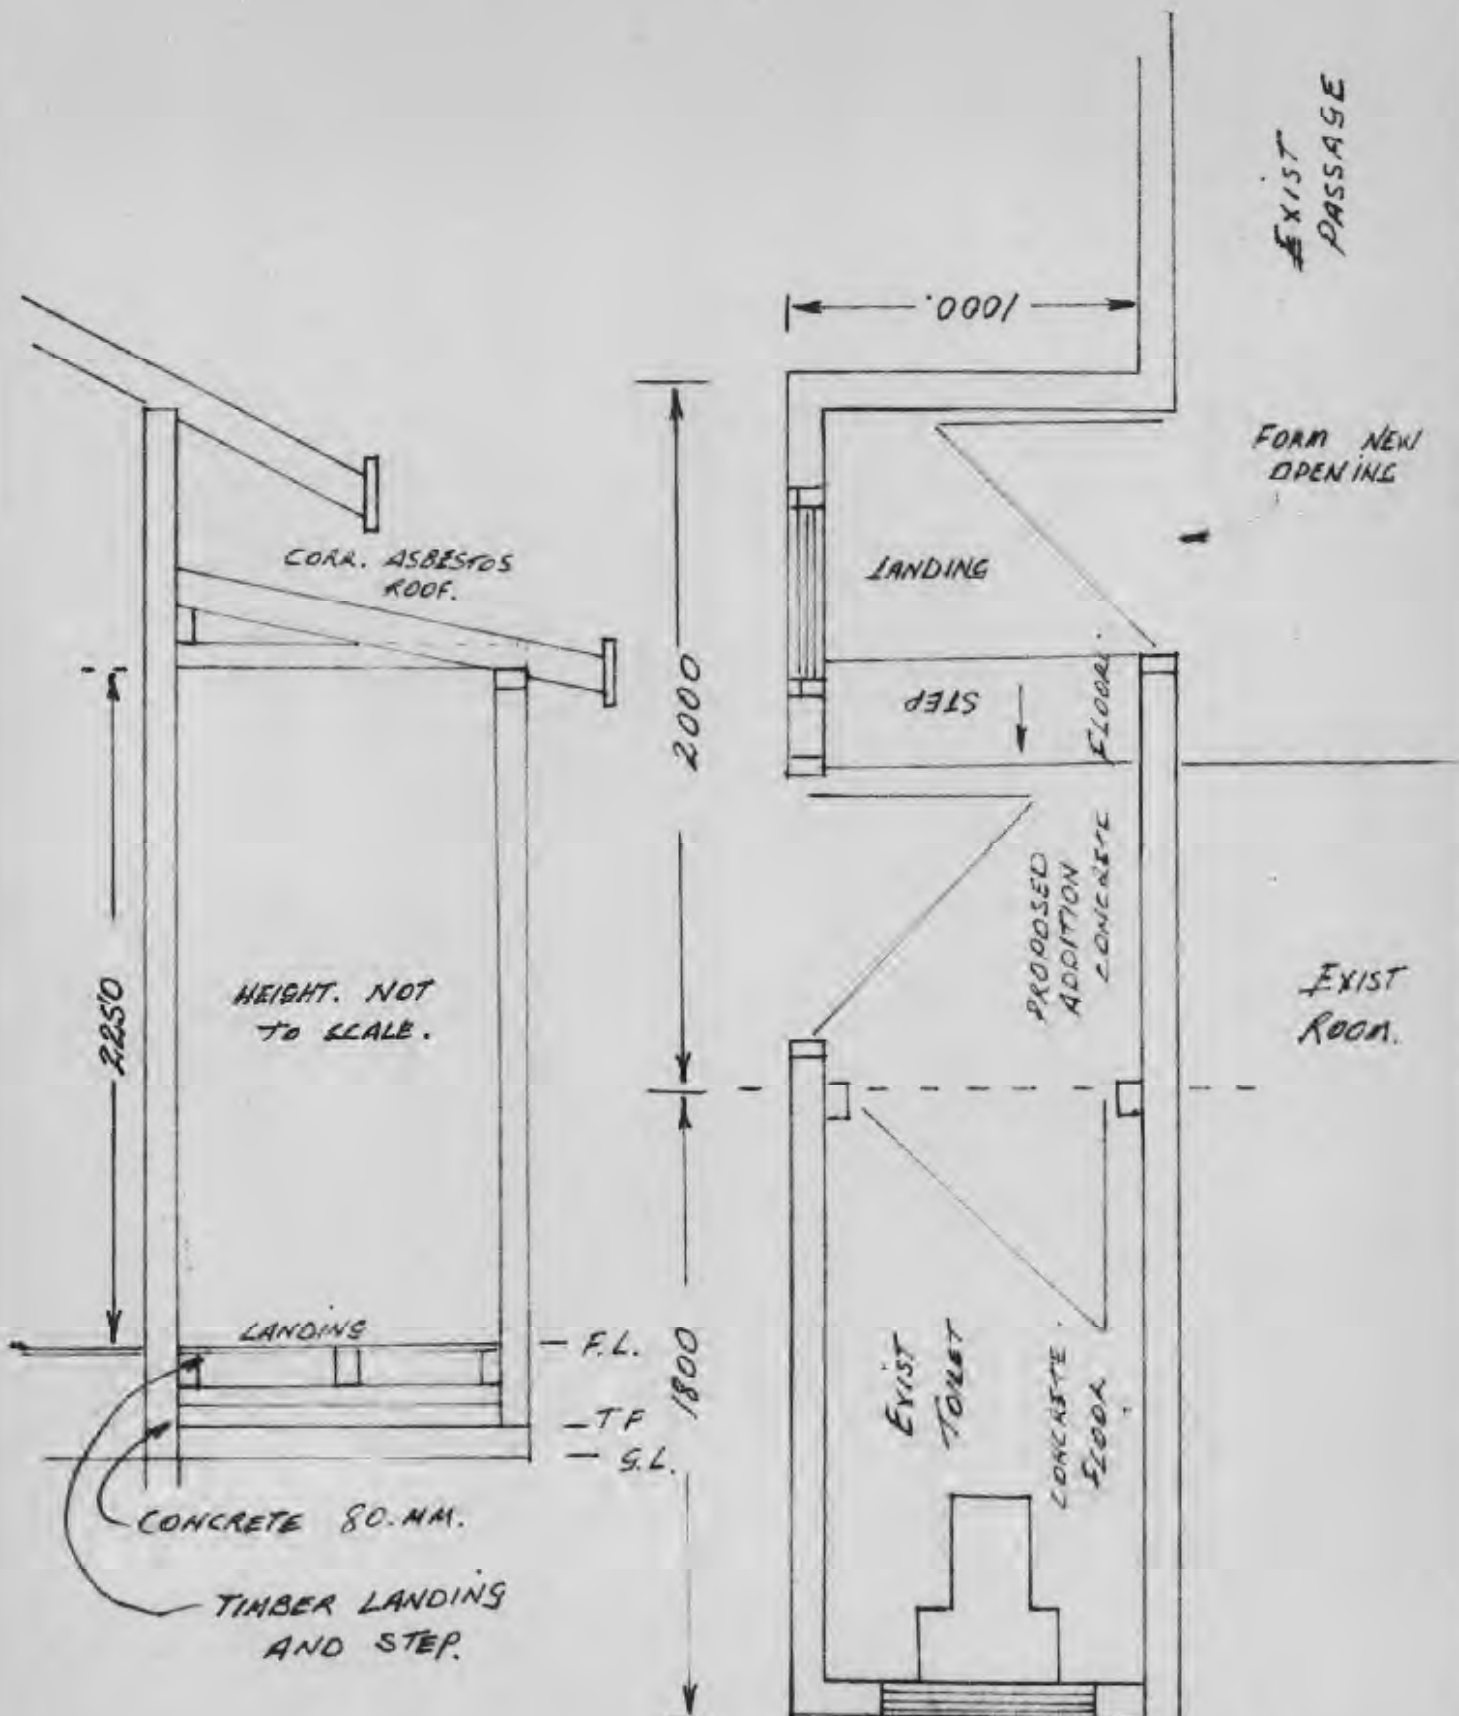 EXIST
PASSAGE
1000.
FORM NEW
OPENING
CORR. ASBESTOS
ROOF.
LANDING
2000
STEP
FLOOR.
PROPOSED
ADDITION
CONCRETE
2250
HEIGHT. NOT
TO SCALE.
EXIST
ROOM.
LANDING
F.L.
1800
EXIST
TOILET
CONCRETE.
FLOOR
T F
G.L.
CONCRETE 80.MM.
TIMBER LANDING
AND STEP.